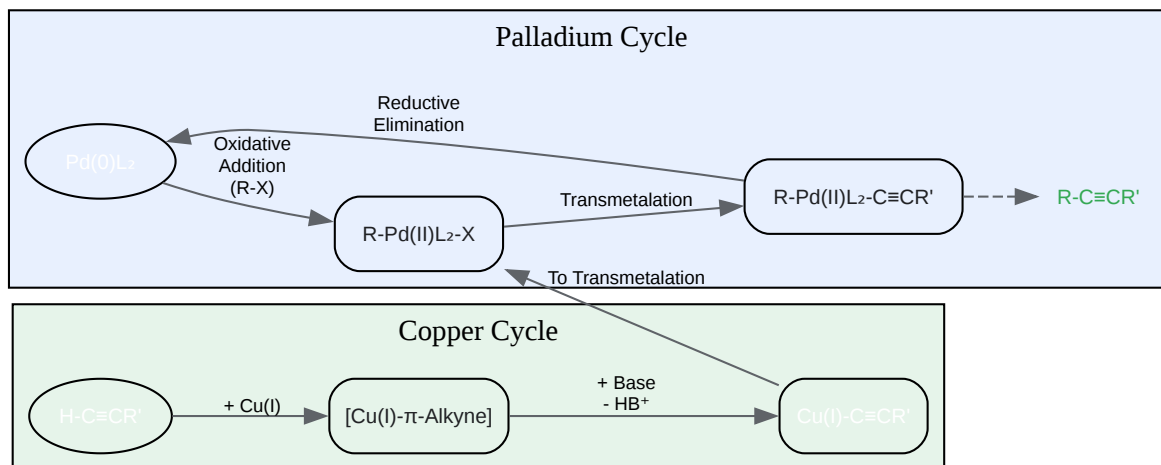 Palladium Cycle
Reductive
Elimination
Pd(0)L₂
Oxidative
Addition
(R-X)
R-Pd(II)L₂-X
Transmetalation
R-Pd(II)L₂-C≡CR'
R-C≡CR'
To Transmetalation
Copper Cycle
H-C≡CR'
+ Cu(I)
[Cu(I)-π-Alkyne]
+ Base
- HB⁺
Cu(I)-C≡CR'